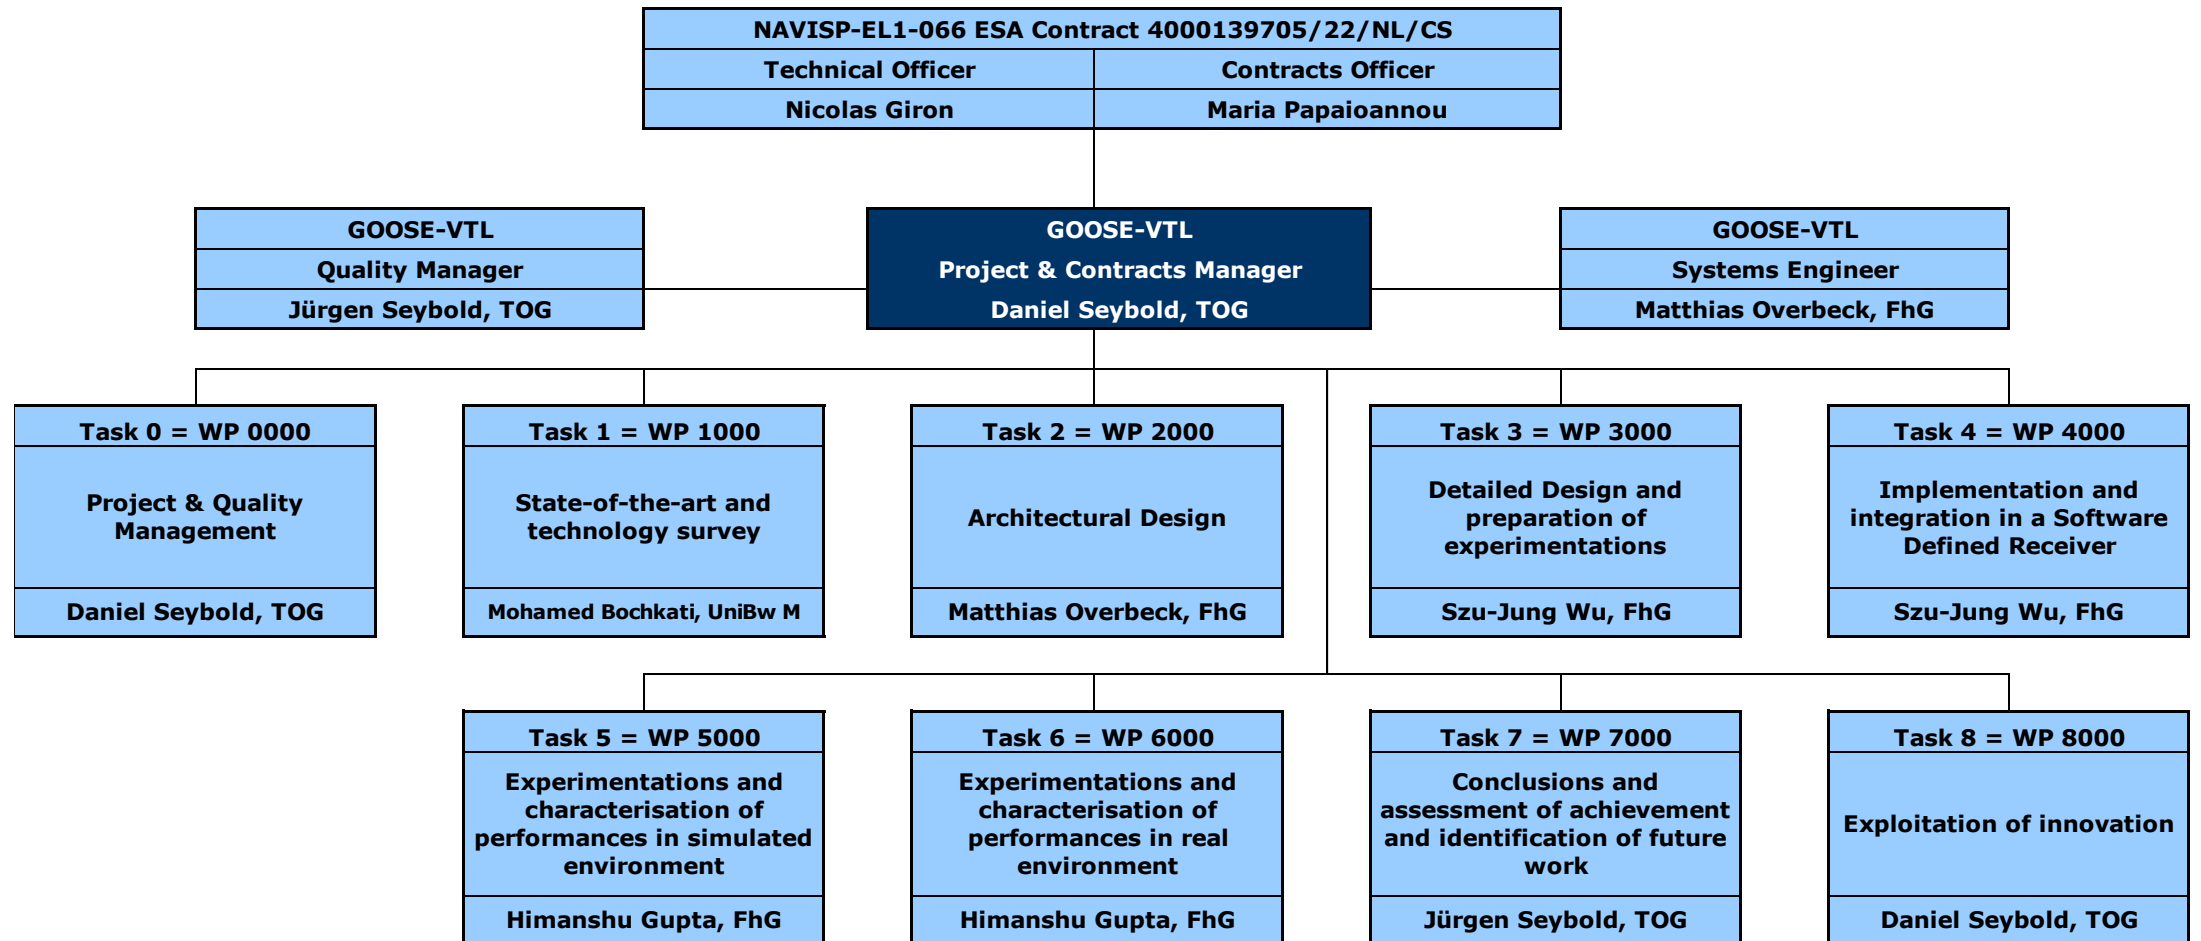 NAVISP-EL1-066 ESA Contract 4000139705/22/NL/CS
Technical Officer
Contracts Officer
Nicolas Giron
Maria Papaioannou
GOOSE-VTL
Quality Manager
Jürgen Seybold, TOG
GOOSE-VTL
Project & Contracts Manager
Daniel Seybold, TOG
GOOSE-VTL
Systems Engineer
Matthias Overbeck, FhG
Task 0 = WP 0000
Project & Quality
Management
Daniel Seybold, TOG
Task 1 = WP 1000
State-of-the-art and
technology survey
Mohamed Bochkati, UniBw M
Task 2 = WP 2000
Architectural Design
Matthias Overbeck, FhG
Task 3 = WP 3000
Detailed Design and
preparation of
experimentations
Szu-Jung Wu, FhG
Task 4 = WP 4000
Implementation and
integration in a Software
Defined Receiver
Szu-Jung Wu, FhG
Task 5 = WP 5000
Experimentations and
characterisation of
performances in simulated
environment
Himanshu Gupta, FhG
Task 6 = WP 6000
Experimentations and
characterisation of
performances in real
environment
Himanshu Gupta, FhG
Task 7 = WP 7000
Conclusions and
assessment of achievement
and identification of future
work
Jürgen Seybold, TOG
Task 8 = WP 8000
Exploitation of innovation
Daniel Seybold, TOG